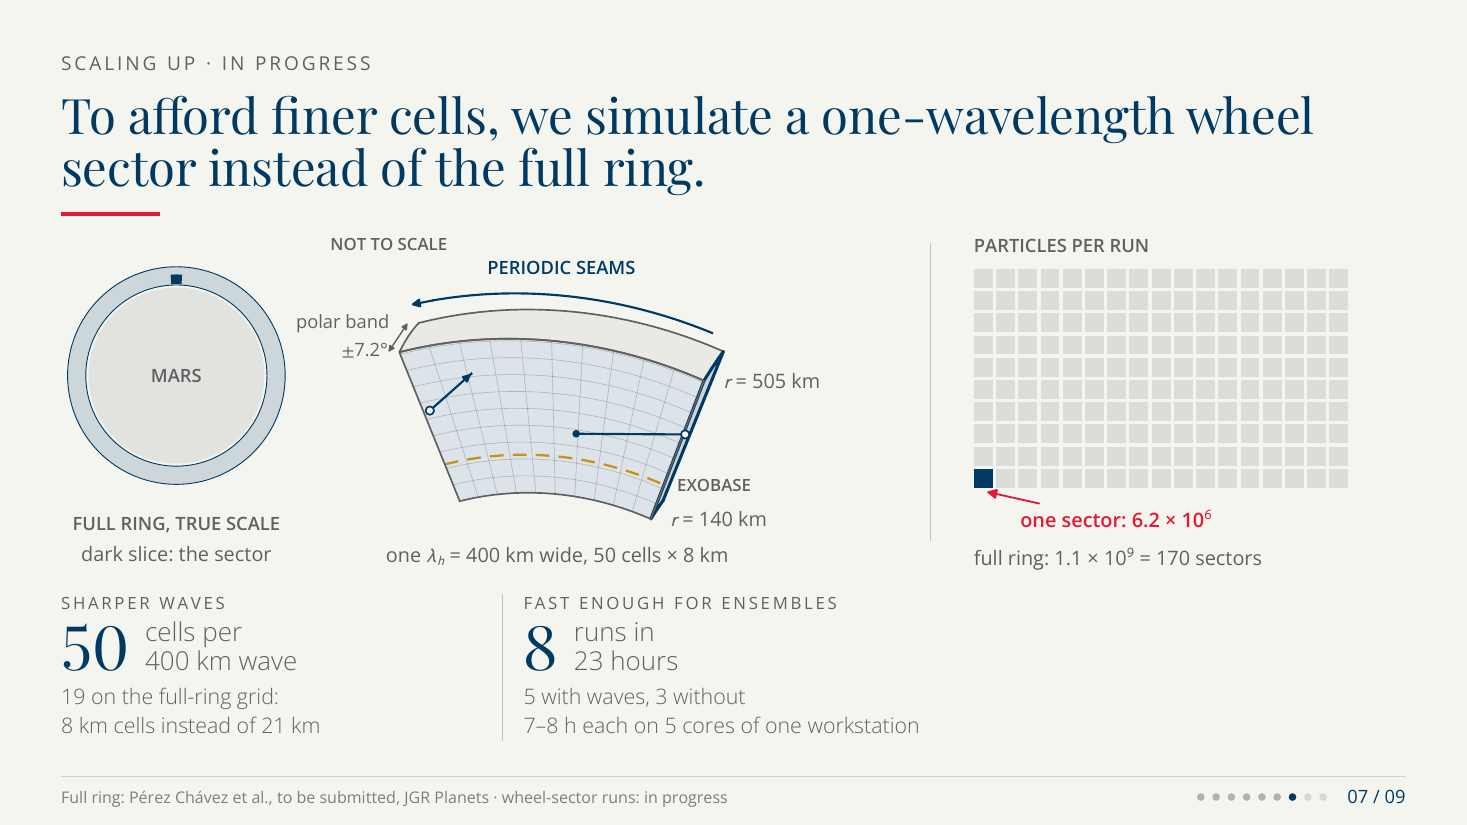 SCALING UP · IN PROGRESS
To afford finer cells, we simulate a one-wavelength wheel
sector instead of the full ring.
NOT TO SCALE
PERIODIC SEAMS
polar band
±7.2°
MARS
r = 505 km
EXOBASE
r = 140 km
FULL RING, TRUE SCALE
dark slice: the sector
one λₕ = 400 km wide, 50 cells × 8 km
PARTICLES PER RUN
one sector: 6.2 × 10⁶
full ring: 1.1 × 10⁹ = 170 sectors
SHARPER WAVES
50 cells per
400 km wave
19 on the full-ring grid:
8 km cells instead of 21 km
FAST ENOUGH FOR ENSEMBLES
8 runs in
23 hours
5 with waves, 3 without
7–8 h each on 5 cores of one workstation
Full ring: Pérez Chávez et al., to be submitted, JGR Planets · wheel-sector runs: in progress
07 / 09